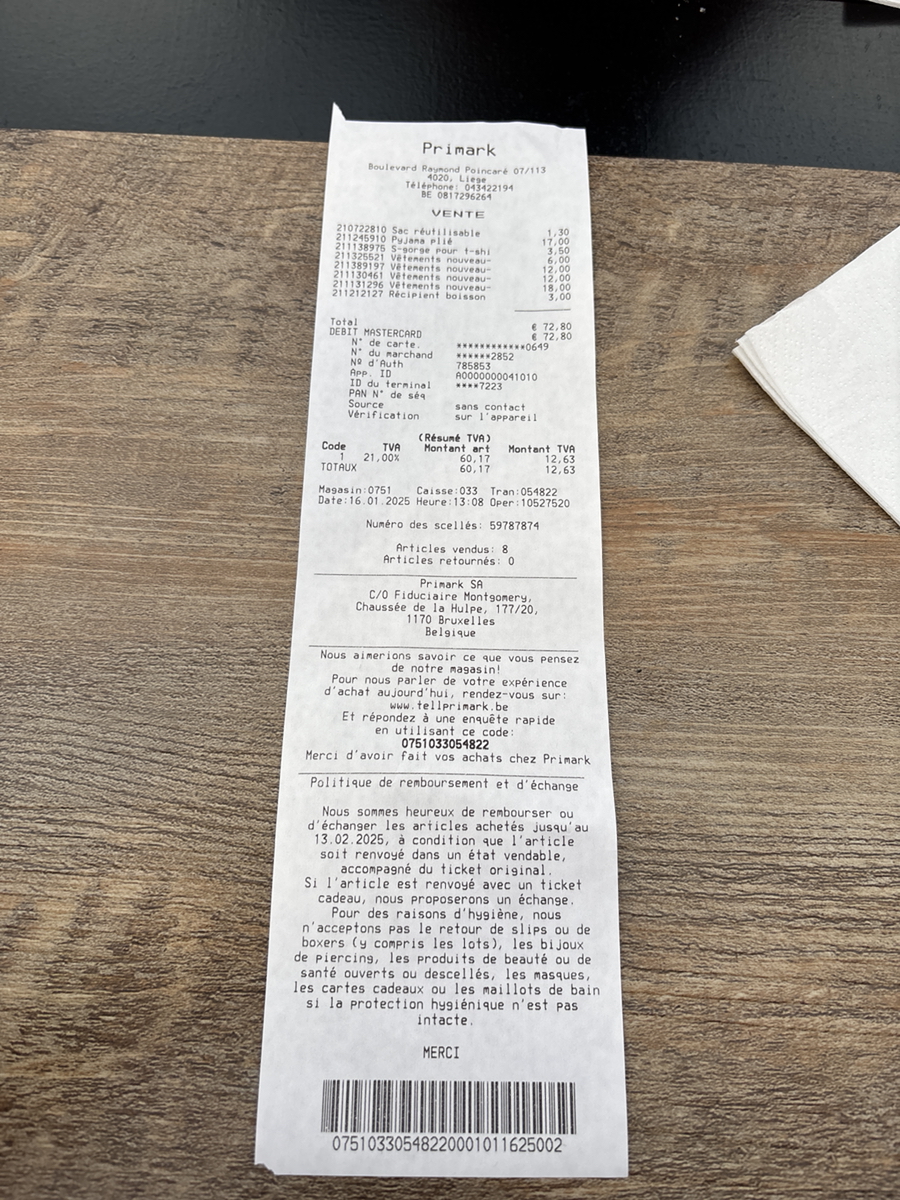 Primark
Boulevard Raymond Poincaré 07/113
4020, Liège
Téléphone: 043422194
BE 0817296264
VENTE
210722810 Sac réutilisable 1,30
211245910 Pyjama plié 17,00
211138975 S-gorge pour t-shi 3,50
211325521 Vêtements nouveau- 6,00
211389197 Vêtements nouveau- 12,00
211130461 Vêtements nouveau- 12,00
211131296 Vêtements nouveau- 18,00
211212127 Récipient boisson 3,00
Total € 72,80
DEBIT MASTERCARD € 72,80
N° de carte. ************0649
N° du marchand ******2852
Nº d'Auth 785853
App. ID A0000000041010
ID du terminal ****7223
PAN N° de séq
Source sans contact
Vérification sur l'appareil
(Résumé TVA)
Code TVA Montant art Montant TVA
1 21,00% 60,17 12,63
TOTAUX 60,17 12,63
Magasin:0751 Caisse:033 Tran:054822
Date:16.01.2025 Heure:13:08 Oper:10527520
Numéro des scellés: 59787874
Articles vendus: 8
Articles retournés: 0
Primark SA
C/O Fiduciaire Montgomery,
Chaussée de la Hulpe, 177/20,
1170 Bruxelles
Belgique
Nous aimerions savoir ce que vous pensez
de notre magasin!
Pour nous parler de votre expérience
d'achat aujourd'hui, rendez-vous sur:
www.tellprimark.be
Et répondez à une enquête rapide
en utilisant ce code:
0751033054822
Merci d'avoir fait vos achats chez Primark
Politique de remboursement et d'échange
Nous sommes heureux de rembourser ou
d'échanger les articles achetés jusqu'au
13.02.2025, à condition que l'article
soit renvoyé dans un état vendable,
accompagné du ticket original.
Si l'article est renvoyé avec un ticket
cadeau, nous proposerons un échange.
Pour des raisons d'hygiène, nous
n'acceptons pas le retour de slips ou de
boxers (y compris les lots), les bijoux
de piercing, les produits de beauté ou de
santé ouverts ou descellés, les masques,
les cartes cadeaux ou les maillots de bain
si la protection hygiénique n'est pas
intacte.
MERCI
07510330548220001011625002